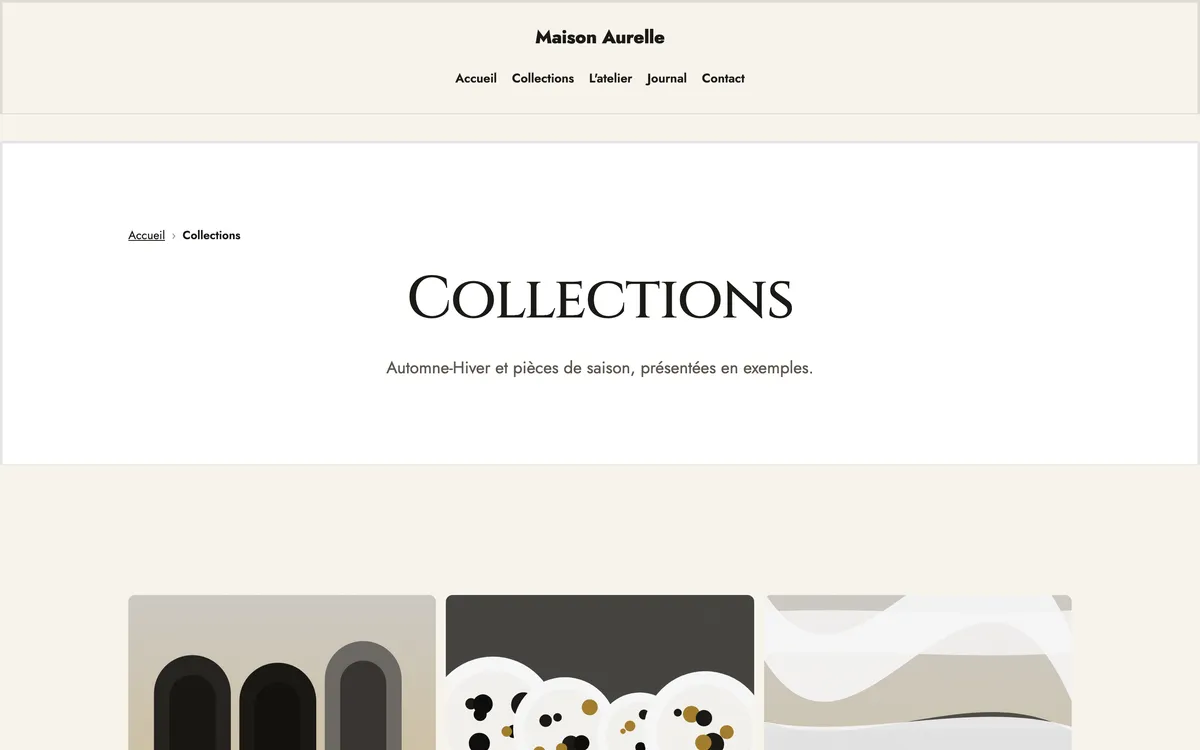 Maison Aurelle
Accueil Collections L'atelier Journal Contact
Accueil › Collections
Collections
Automne-Hiver et pièces de saison, présentées en exemples.